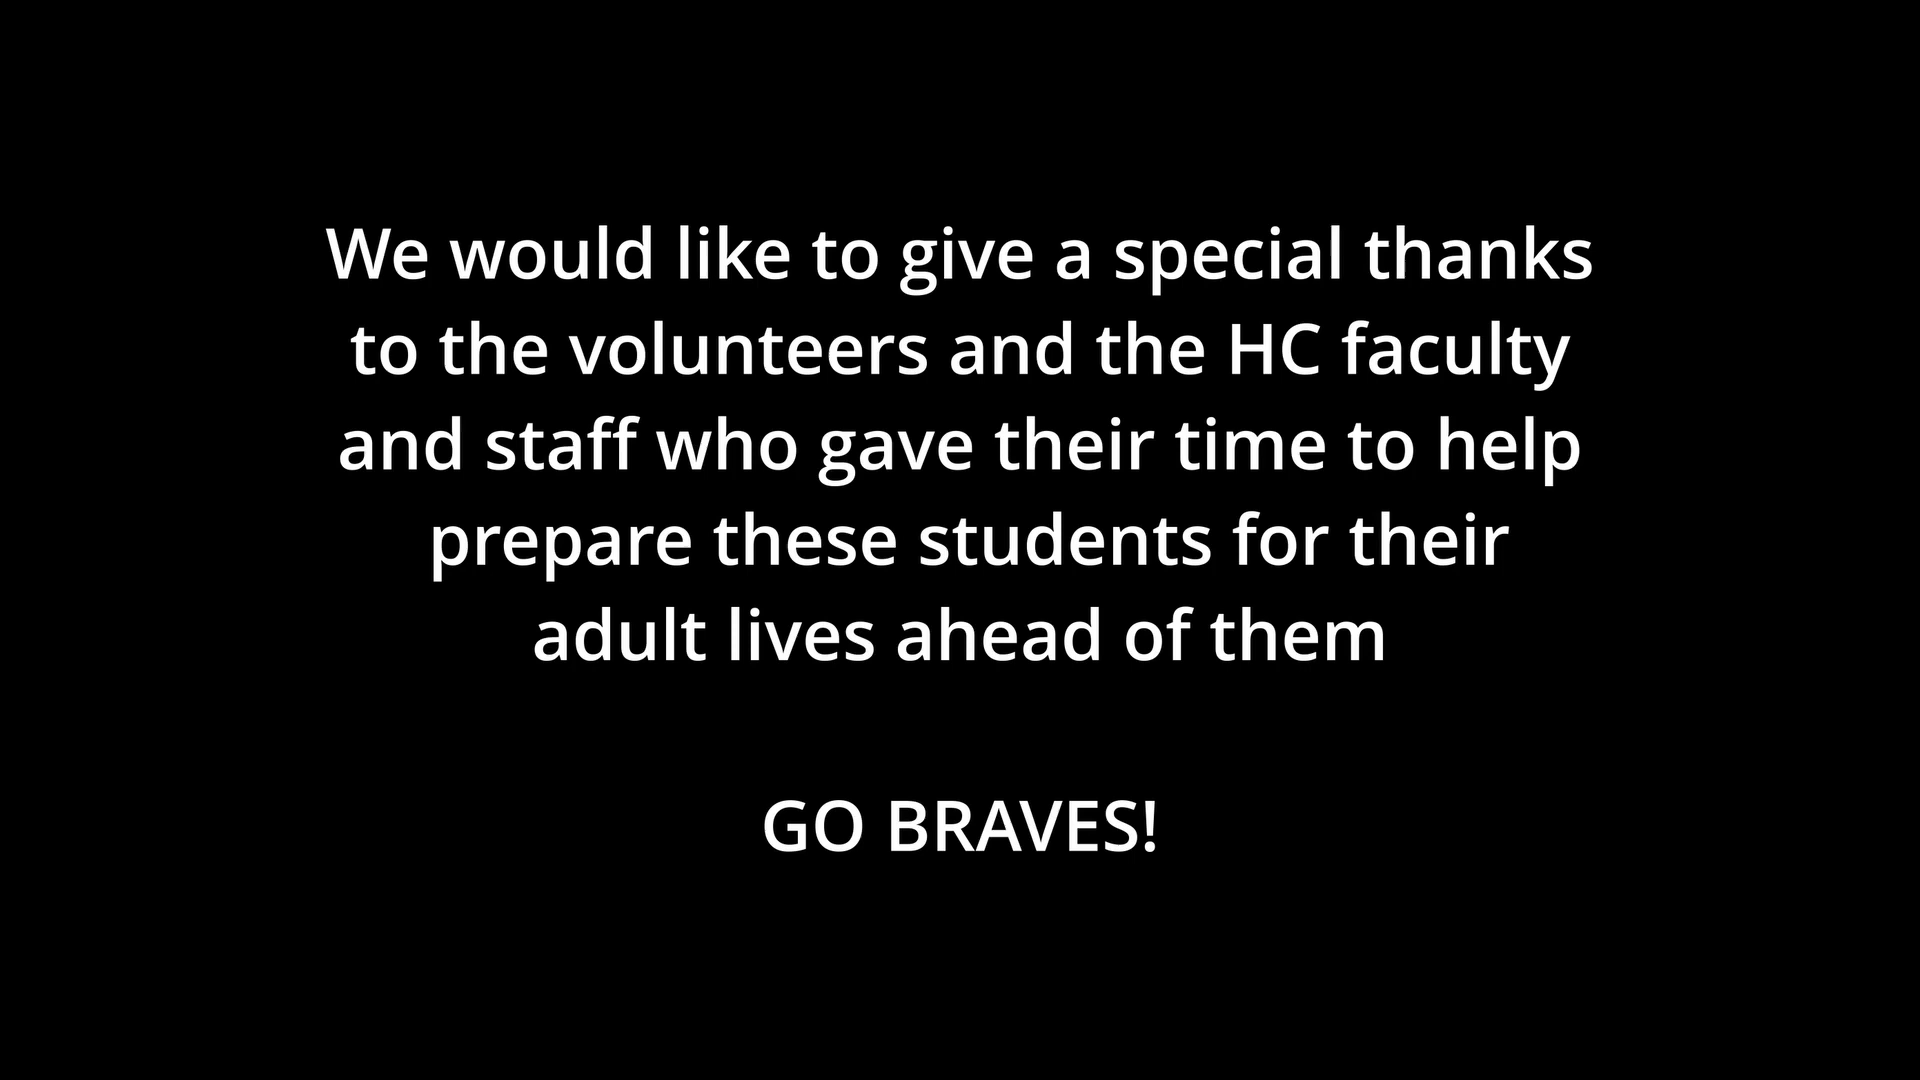 We would like to give a special thanks
to the volunteers and the HC faculty
and staff who gave their time to help
prepare these students for their
adult lives ahead of them
GO BRAVES!